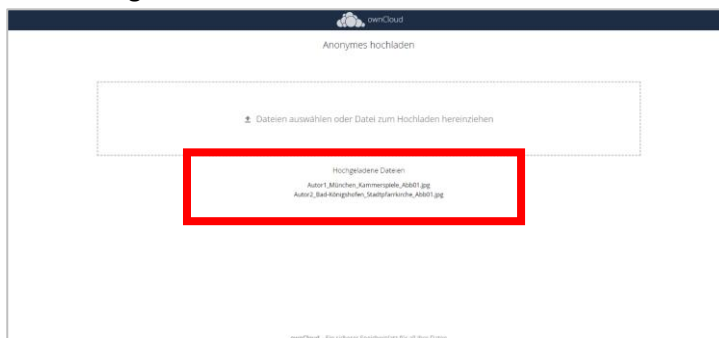 ownCloud
Anonymes hochladen
Dateien auswählen oder Datei zum Hochladen hereinziehen
Hochgeladene Dateien
Autor1_München_Kammerspiele_Abb01.jpg
Autor2_Bad-Königshofen_Stadtpfarrkirche_Abb01.jpg